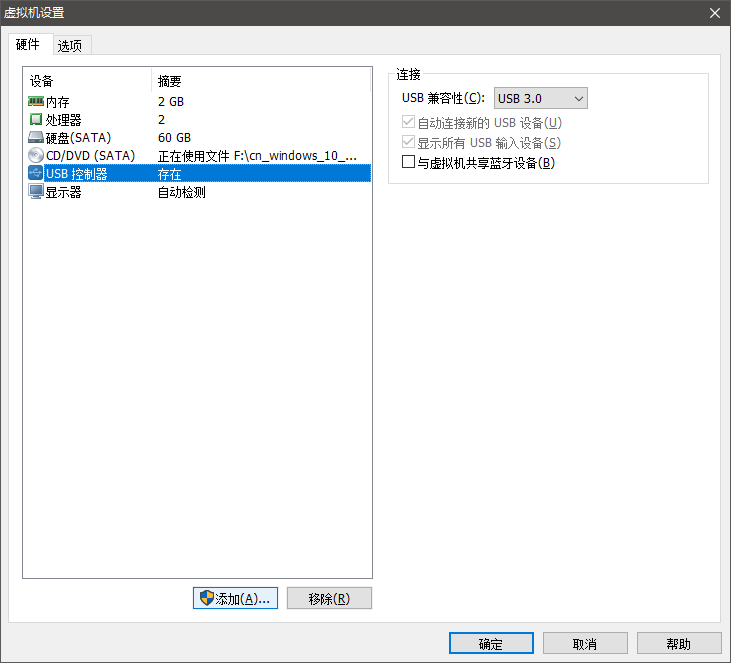 虚拟机设置
硬件 选项
设备 摘要
内存 2 GB
处理器 2
硬盘(SATA) 60 GB
CD/DVD (SATA) 正在使用文件 F:\cn_windows_10_...
USB 控制器 存在
显示器 自动检测
连接
USB 兼容性(C): USB 3.0
自动连接新的 USB 设备(U)
显示所有 USB 输入设备(S)
与虚拟机共享蓝牙设备(B)
添加(A)... 移除(R)
确定 取消 帮助